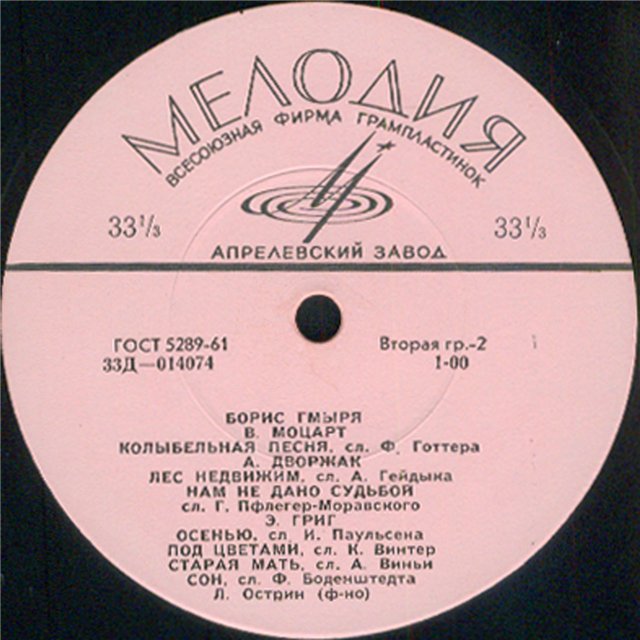 МЕЛОДИЯ
ВСЕСОЮЗНАЯ ФИРМА ГРАМПЛАСТИНОК
33⅓ 33⅓
АПРЕЛЕВСКИЙ ЗАВОД
ГОСТ 5289-61 Вторая гр.-2
33Д—014074 1-00
БОРИС ГМЫРЯ
В. МОЦАРТ
КОЛЫБЕЛЬНАЯ ПЕСНЯ, сл. Ф. Готтера
А. ДВОРЖАК
ЛЕС НЕДВИЖИМ, сл. А. Гейдыка
НАМ НЕ ДАНО СУДЬБОЙ
сл. Г. Пфлегер-Моравского
Э. ГРИГ
ОСЕНЬЮ, сл. И. Паульсена
ПОД ЦВЕТАМИ, сл. К. Винтер
СТАРАЯ МАТЬ, сл. А. Виньи
СОН, сл. Ф. Боденштедта
Л. Острин (ф-но)